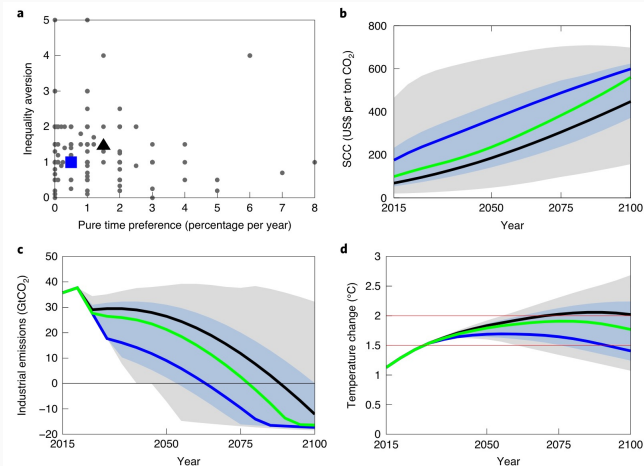 a
5
4
3
2
1
0
Inequality aversion
0 1 2 3 4 5 6 7 8
Pure time preference (percentage per year)
b
800
600
400
200
0
SCC (US$ per ton CO₂)
2015 2050 2075 2100
Year
c
50
40
30
20
10
0
−10
−20
Industrial emissions (GtCO₂)
2015 2050 2075 2100
Year
d
3
2.5
2
1.5
1
0.5
0
Temperature change (°C)
2015 2050 2075 2100
Year